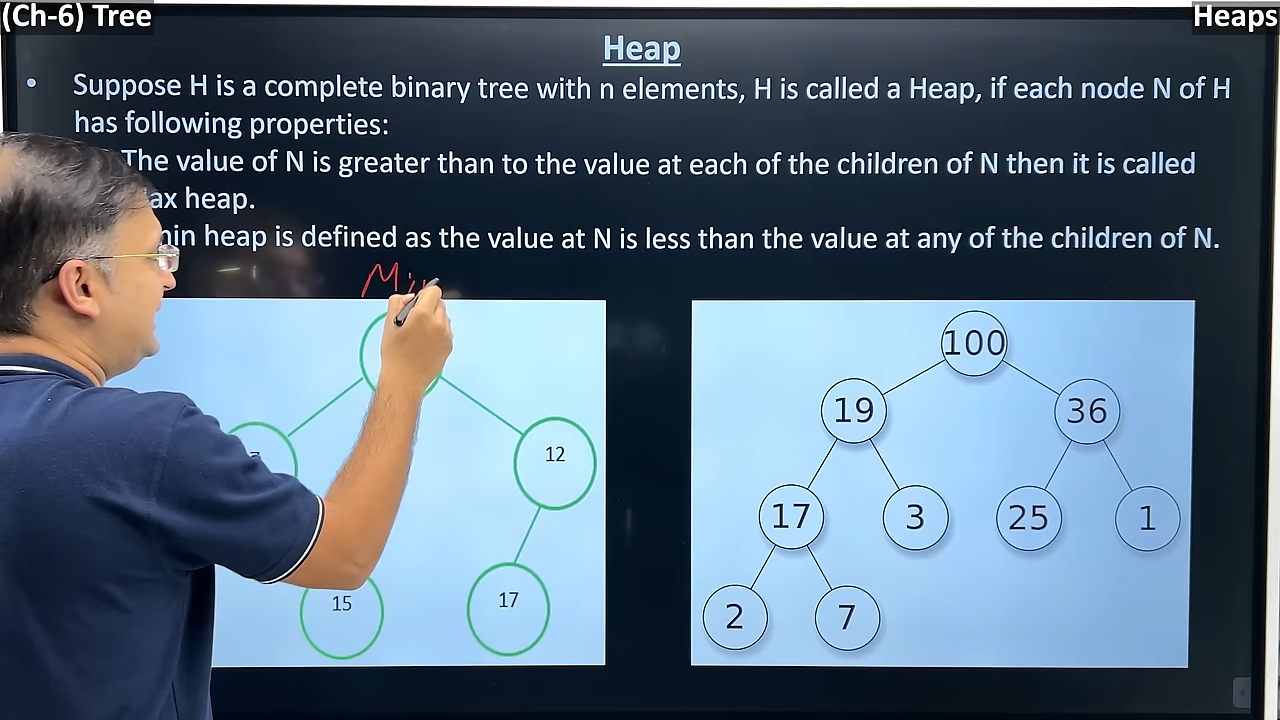 (Ch-6) Tree
Heaps
Heap
• Suppose H is a complete binary tree with n elements, H is called a Heap, if each node N of H
has following properties:
The value of N is greater than to the value at each of the children of N then it is called
heap.
heap is defined as the value at N is less than the value at any of the children of N.
100
19
36
12
17
3
25
1
15
17
2
7